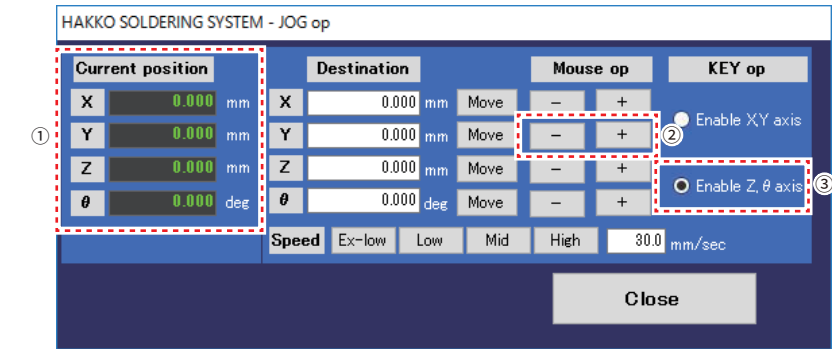 HAKKO SOLDERING SYSTEM - JOG op
Current position Destination Mouse op KEY op
X 0.000 mm X 0.000 mm Move − + Enable X,Y axis
① Y 0.000 mm Y 0.000 mm Move − + ②
Z 0.000 mm Z 0.000 mm Move − + Enable Z, θ axis ③
θ 0.000 deg θ 0.000 deg Move − +
Speed Ex-low Low Mid High 30.0 mm/sec
Close